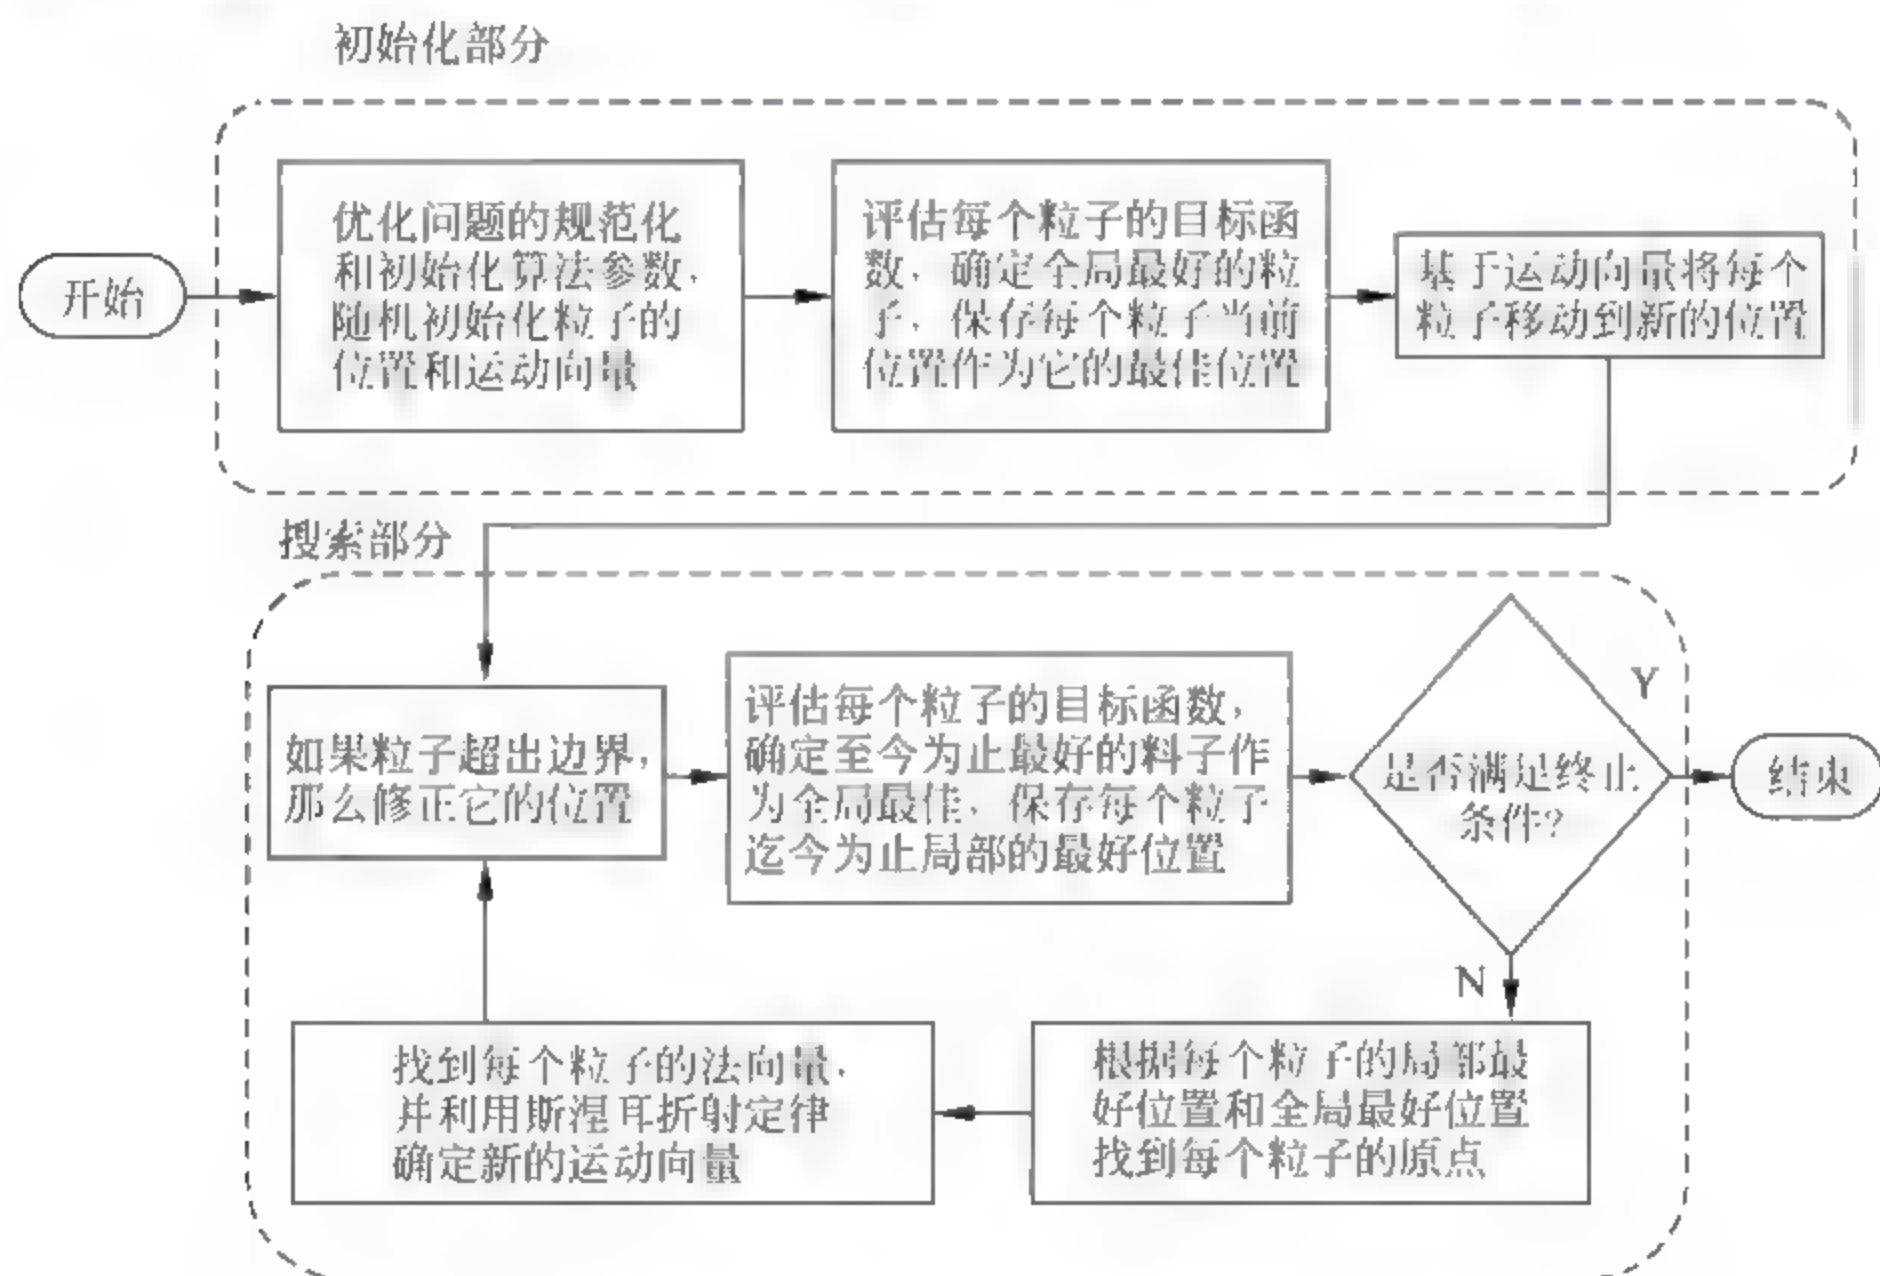 初始化部分
开始
优化问题的规范化
和初始化算法参数，
随机初始化粒子的
位置和运动向量
评估每个粒子的目标函
数，确定全局最好的粒
子，保存每个粒子当前
位置作为它的最佳位置
基于运动向量将每个
粒子移动到新的位置
搜索部分
如果粒子超出边界，
那么修正它的位置
评估每个粒子的目标函数，
确定至今为止最好的料子作
为全局最佳，保存每个粒子
迄今为止局部的最好位置
是否满足终止
条件?
Y
结束
N
根据每个粒子的局部最
好位置和全局最好位置
找到每个粒子的原点
找到每个粒子的法向量，
并利用斯涅耳折射定律
确定新的运动向量